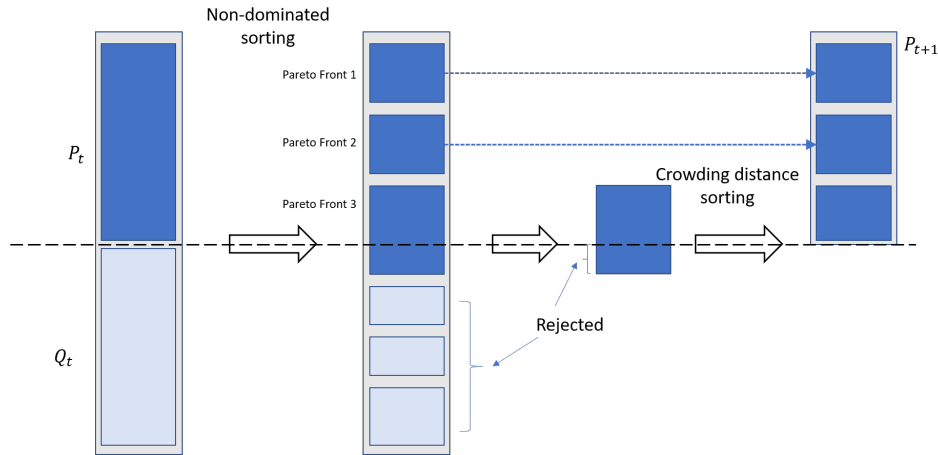 Non-dominated
sorting
P_{t+1}
Pareto Front 1
Pareto Front 2
P_t
Crowding distance
sorting
Pareto Front 3
Rejected
Q_t